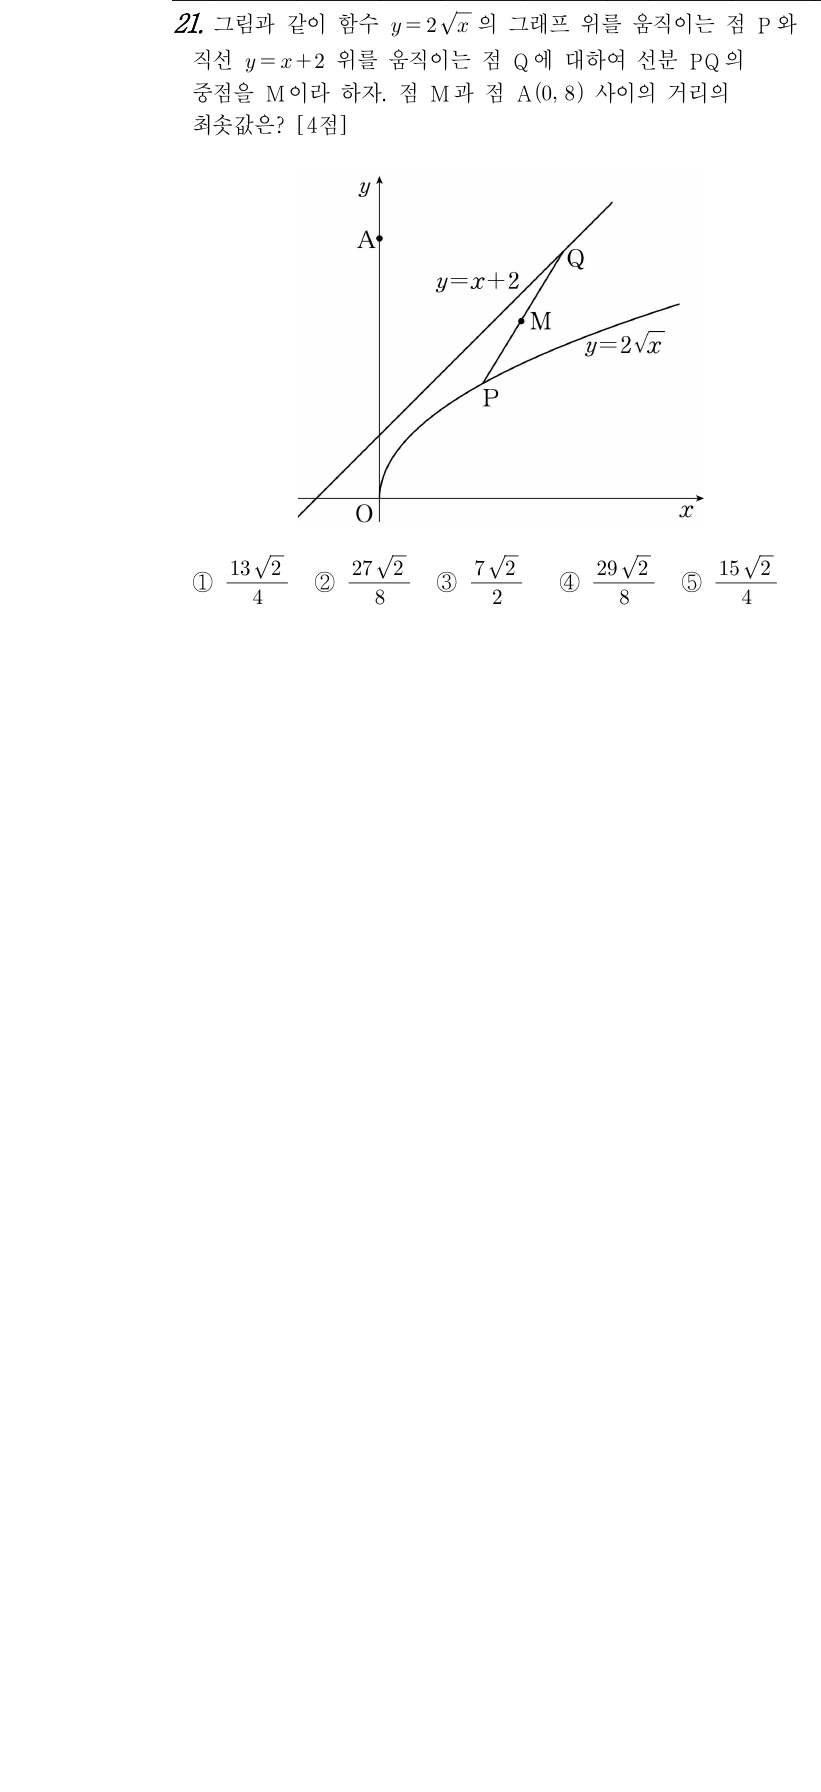 21. 그림과 같이 함수 y=2√x 의 그래프 위를 움직이는 점 P와
직선 y=x+2 위를 움직이는 점 Q에 대하여 선분 PQ의
중점을 M이라 하자. 점 M과 점 A(0, 8) 사이의 거리의
최솟값은? [4점]
y
A
Q
y=x+2
M
y=2√x
P
O
x
① 13√2/4 ② 27√2/8 ③ 7√2/2 ④ 29√2/8 ⑤ 15√2/4